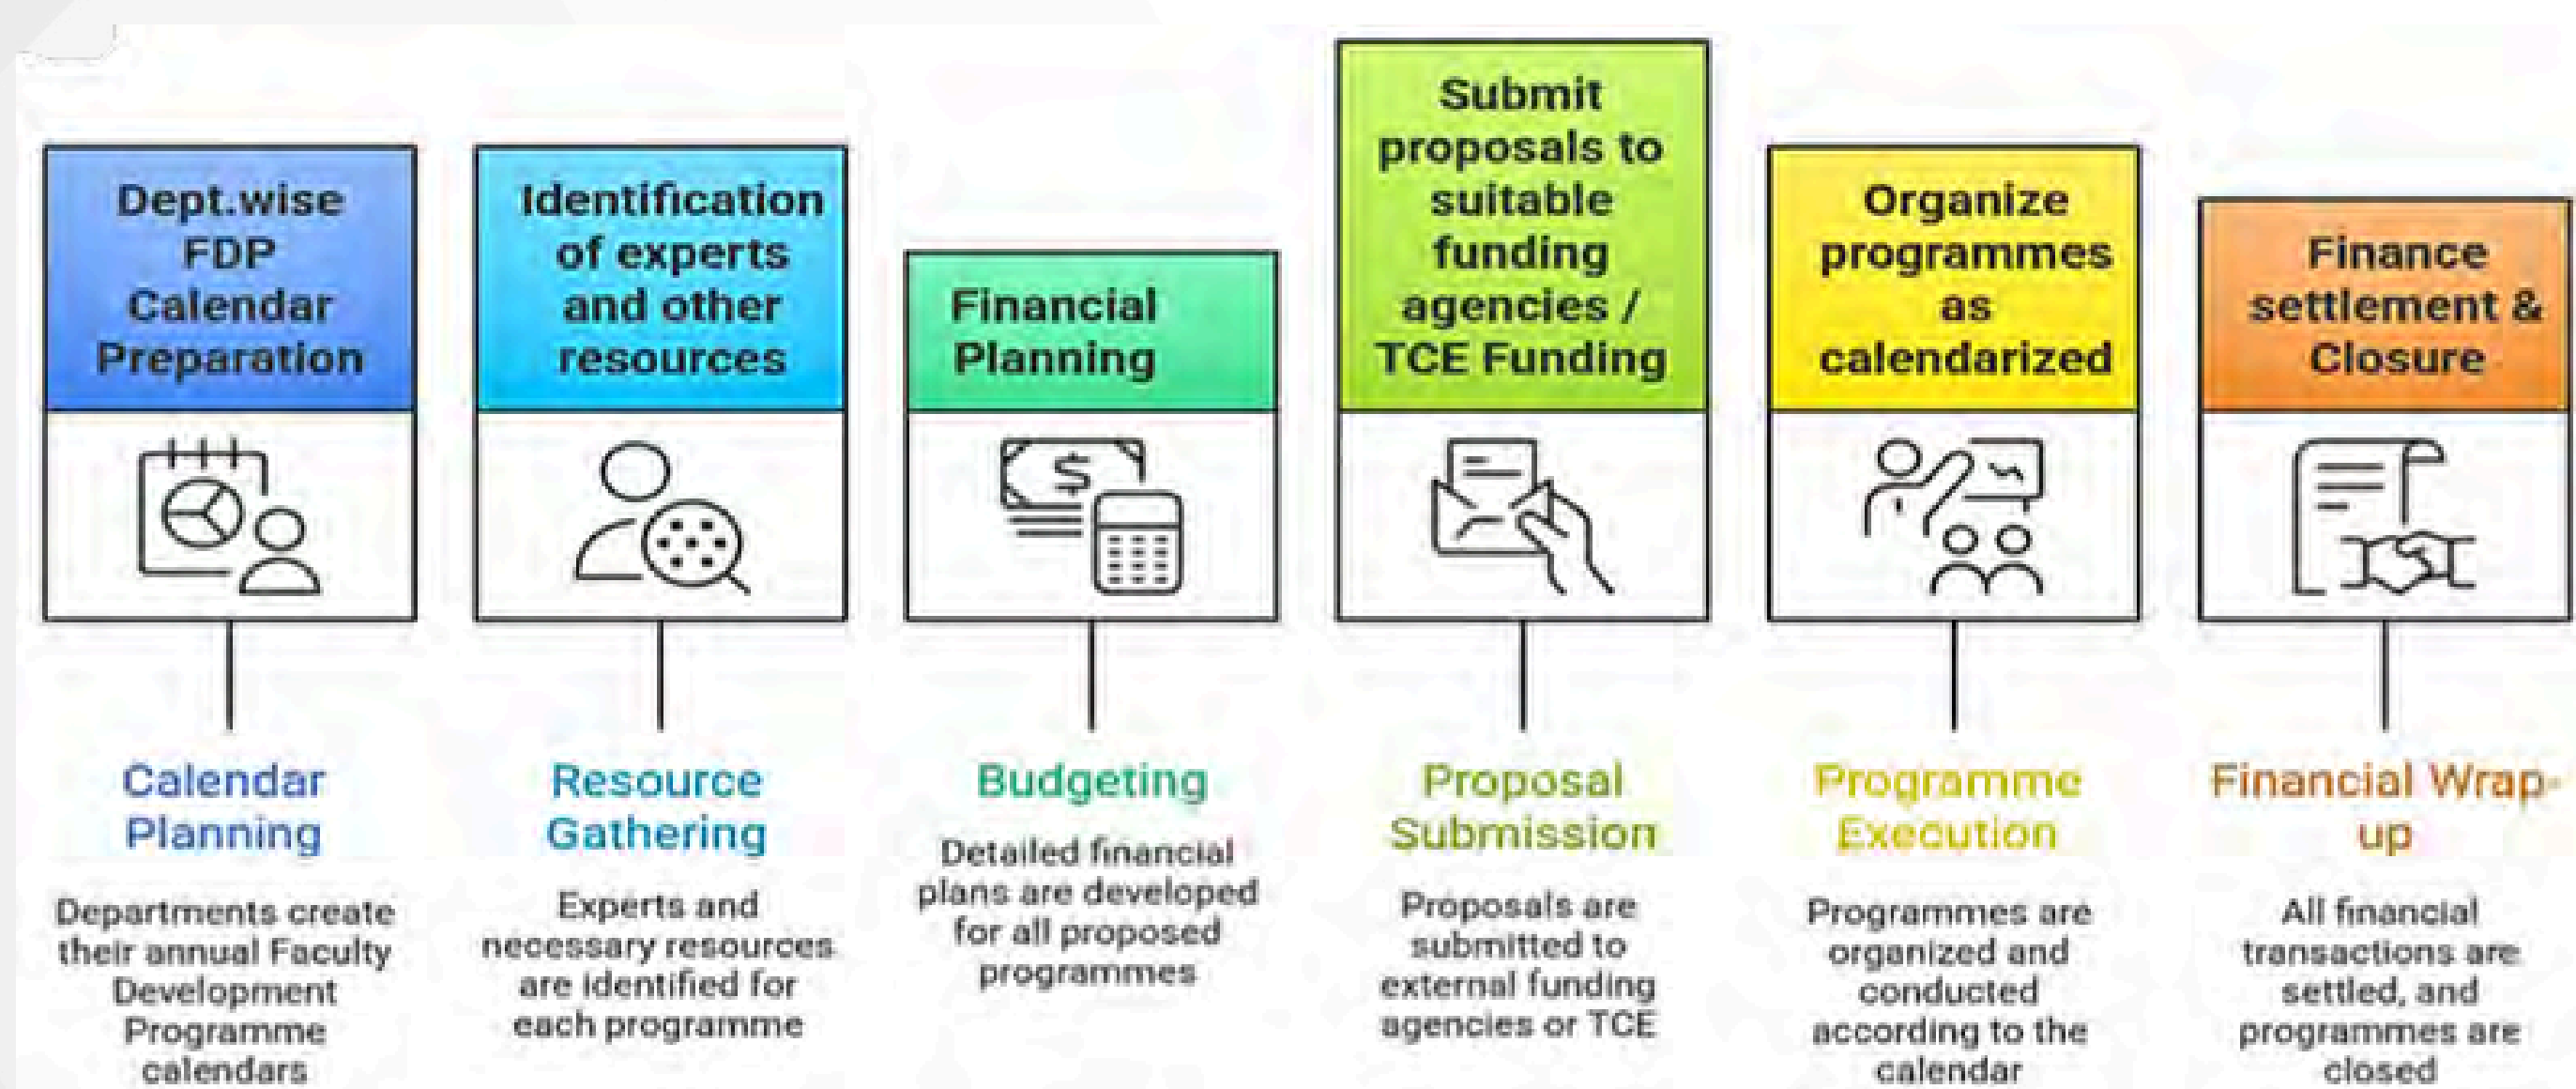 Dept.wise
FDP
Calendar
Preparation
Identification
of experts
and other
resources
Financial
Planning
Submit
proposals to
suitable
funding
agencies /
TCE Funding
Organize
programmes
as
calendarized
Finance
settlement &
Closure
$
Calendar
Planning
Departments create
their annual Faculty
Development
Programme
calendars
Resource
Gathering
Experts and
necessary resources
are identified for
each programme
Budgeting
Detailed financial
plans are developed
for all proposed
programmes
Proposal
Submission
Proposals are
submitted to
external funding
agencies or TCE
Programme
Execution
Programmes are
organized and
conducted
according to the
calendar
Financial Wrap-
up
All financial
transactions are
settled, and
programmes are
closed